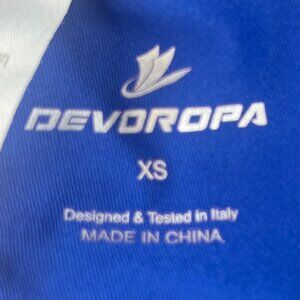 DEVOROPA
XS
Designed & Tested in Italy
MADE IN CHINA